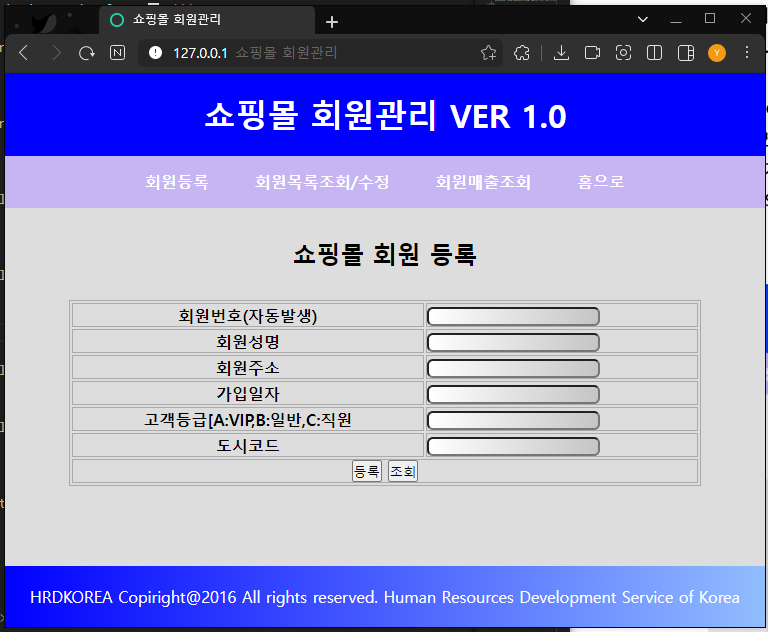 쇼핑몰 회원관리
127.0.0.1 쇼핑몰 회원관리
쇼핑몰 회원관리 VER 1.0
회원등록 회원목록조회/수정 회원매출조회 홈으로
쇼핑몰 회원 등록
회원번호(자동발생)
회원성명
회원주소
가입일자
고객등급[A:VIP,B:일반,C:직원
도시코드
등록 조회
HRDKOREA Copiright@2016 All rights reserved. Human Resources Development Service of Korea